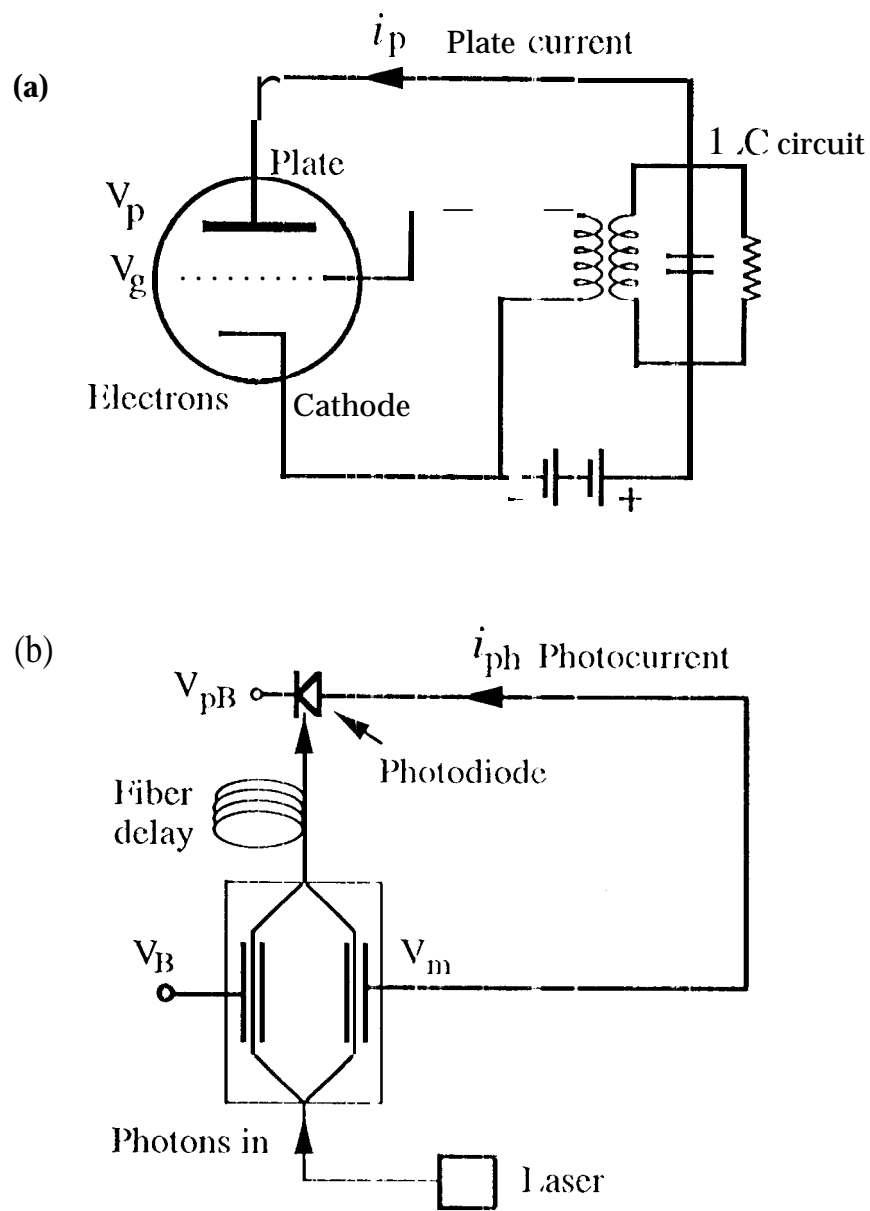 (a)
i_p Plate current
1 .C circuit
Plate
V_p
V_g
Electrons
Cathode
- +
(b)
i_ph Photocurrent
V_pB
Photodiode
Fiber
delay
V_B
V_m
Photons in
Laser